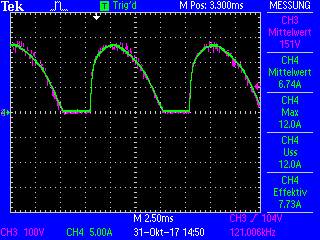 Tek Trig'd M Pos: 3.900ms MESSUNG
CH3
Mittelwert
151V
CH4
Mittelwert
6.74A
CH4
Max
12.0A
CH4
Uss
12.0A
CH4
Effektiv
7.73A
4
M 2.50ms CH3 104V
CH3 100V CH4 5.00A 31-Okt-17 14:50 121.006kHz